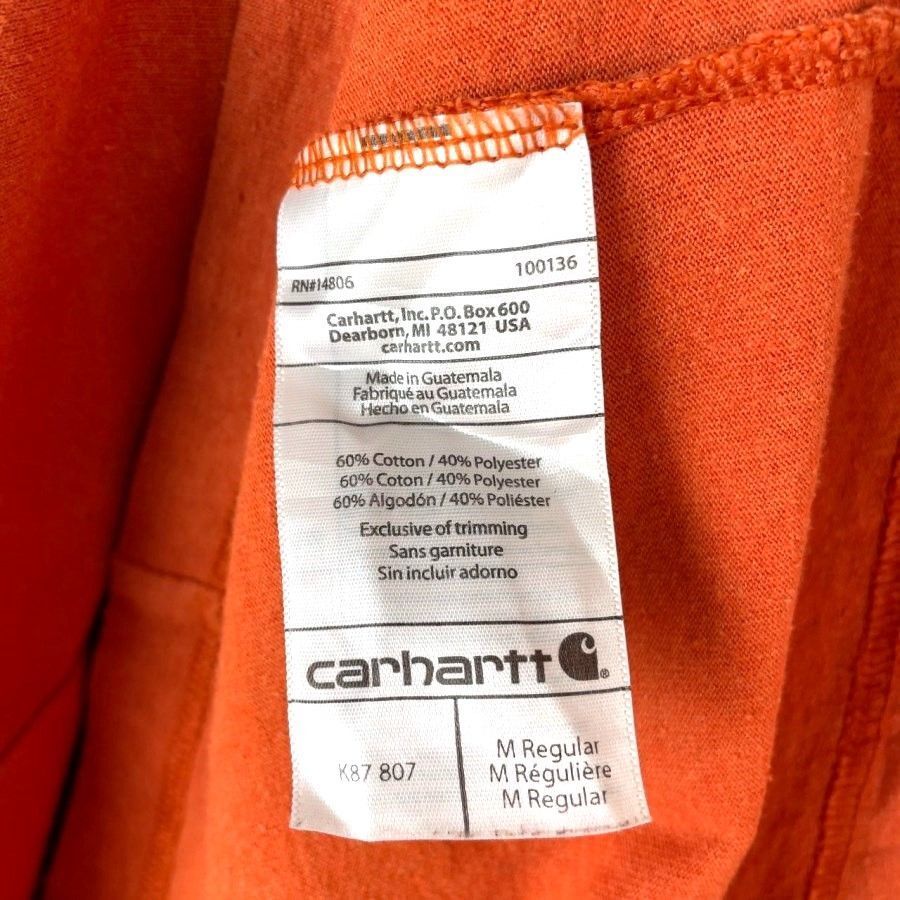 RN#14806 100136
Carhartt, Inc. P.O. Box 600
Dearborn, MI 48121 USA
carhartt.com
Made in Guatemala
Fabriqué au Guatemala
Hecho en Guatemala
60% Cotton / 40% Polyester
60% Coton / 40% Polyester
60% Algodón / 40% Poliéster
Exclusive of trimming
Sans garniture
Sin incluir adorno
carhartt®
K87 807
M Regular
M Régulière
M Regular